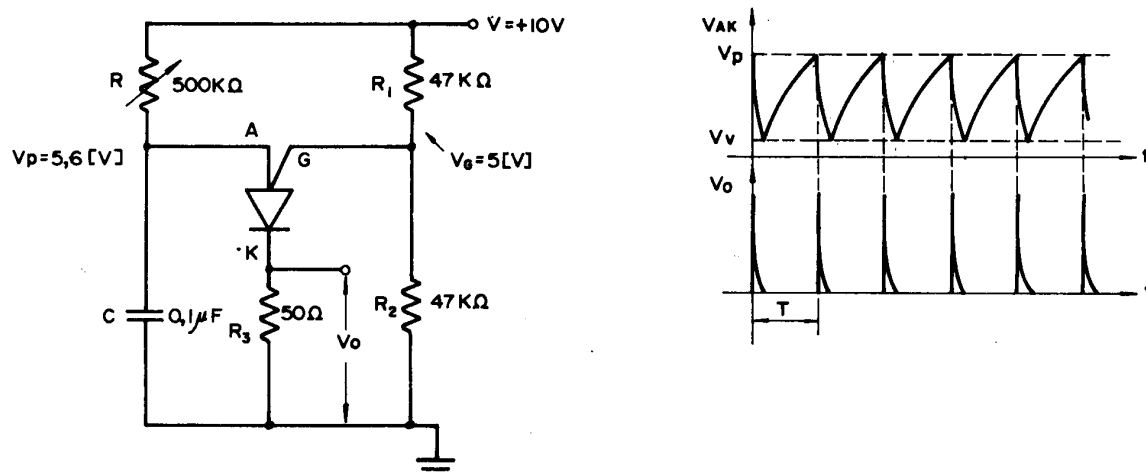 V=+10V
R
500KΩ
R1
47KΩ
A
G
Vp=5,6[V]
VG=5[V]
K
C
0,1µF
R3
50Ω
Vo
R2
47KΩ
VAK
Vp
Vv
t
Vo
T